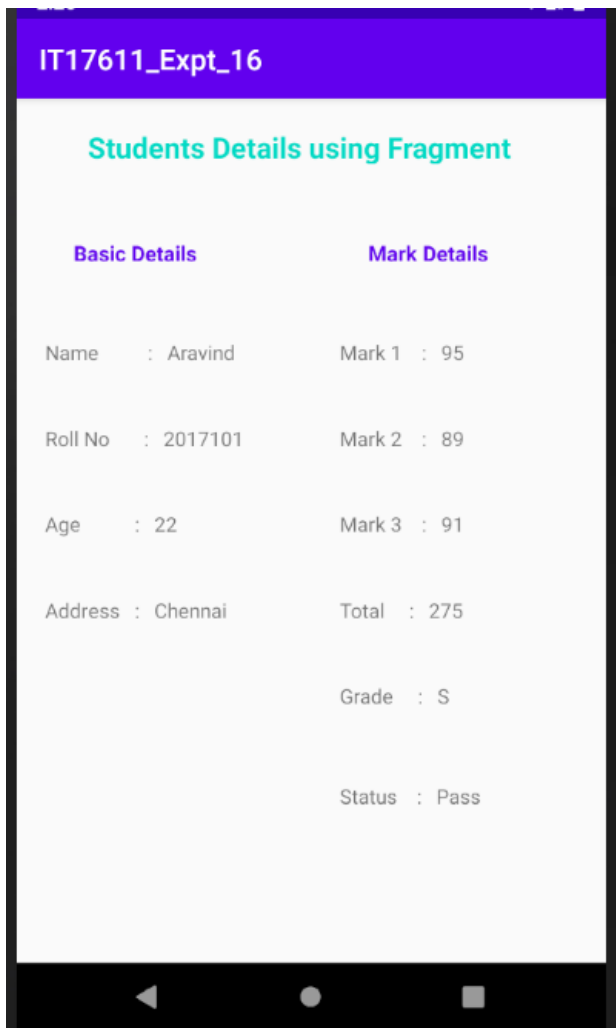 IT17611_Expt_16
Students Details using Fragment
Basic Details
Name : Aravind
Roll No : 2017101
Age : 22
Address : Chennai
Mark Details
Mark 1 : 95
Mark 2 : 89
Mark 3 : 91
Total : 275
Grade : S
Status : Pass